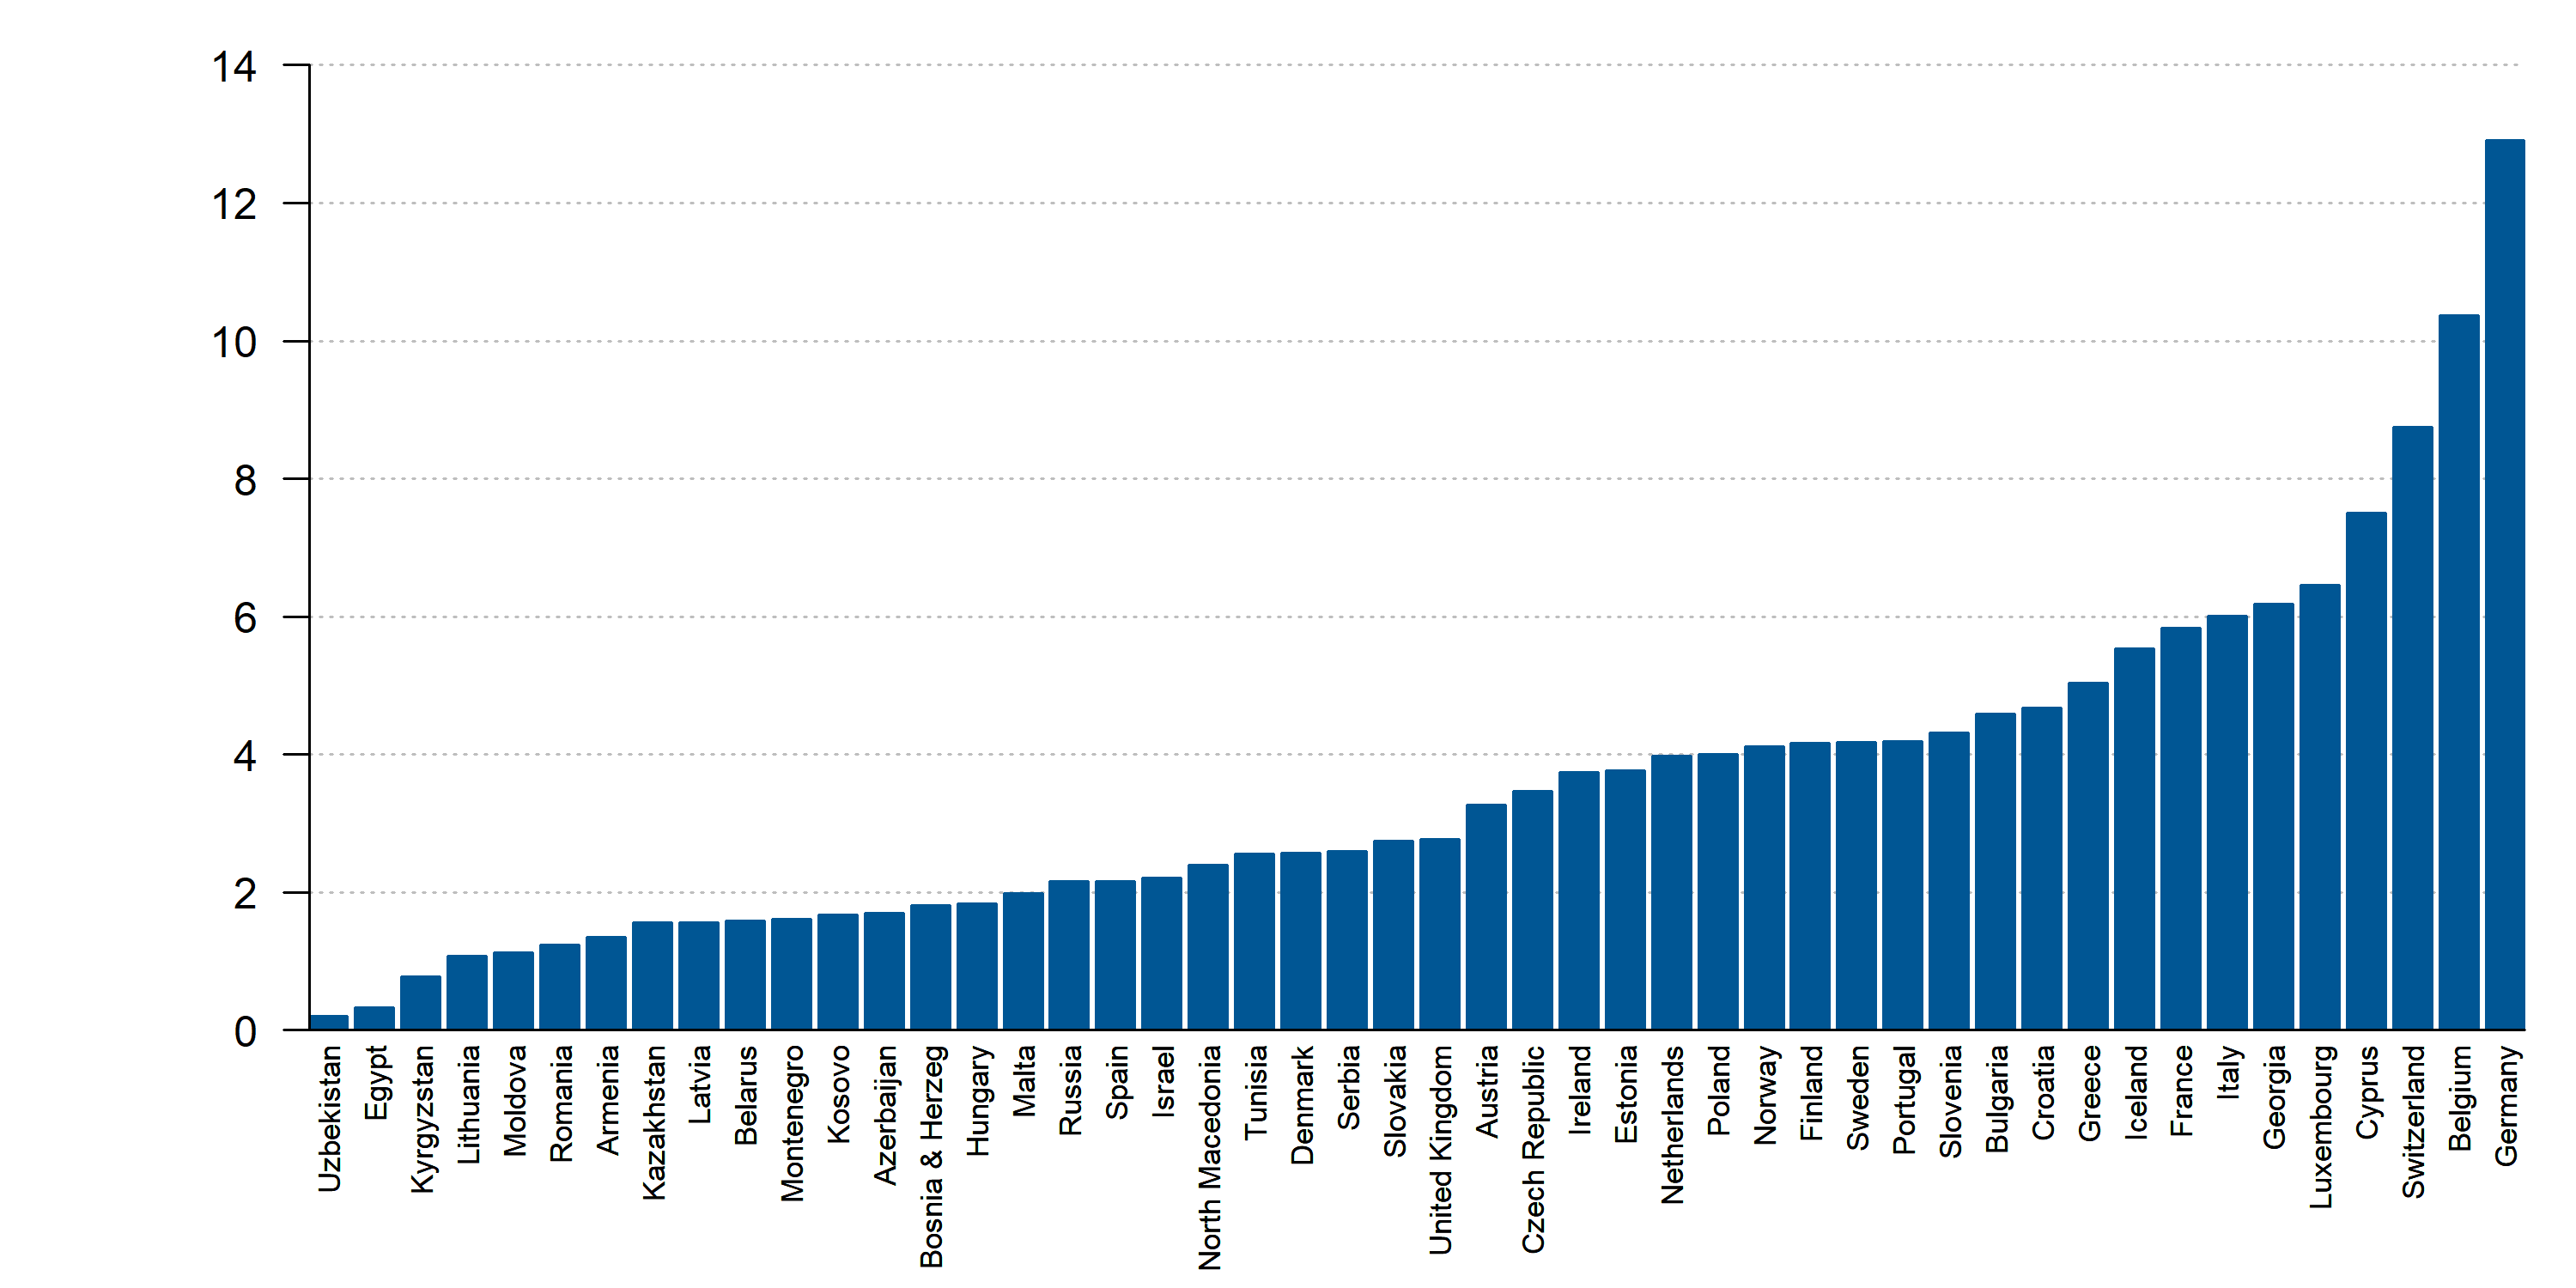 14
12
10
8
6
4
2
0
Uzbekistan
Egypt
Kyrgyzstan
Lithuania
Moldova
Romania
Armenia
Kazakhstan
Latvia
Belarus
Montenegro
Kosovo
Azerbaijan
Bosnia & Herzeg
Hungary
Malta
Russia
Spain
Israel
North Macedonia
Tunisia
Denmark
Serbia
Slovakia
United Kingdom
Austria
Czech Republic
Ireland
Estonia
Netherlands
Poland
Norway
Finland
Sweden
Portugal
Slovenia
Bulgaria
Croatia
Greece
Iceland
France
Italy
Georgia
Luxembourg
Cyprus
Switzerland
Belgium
Germany